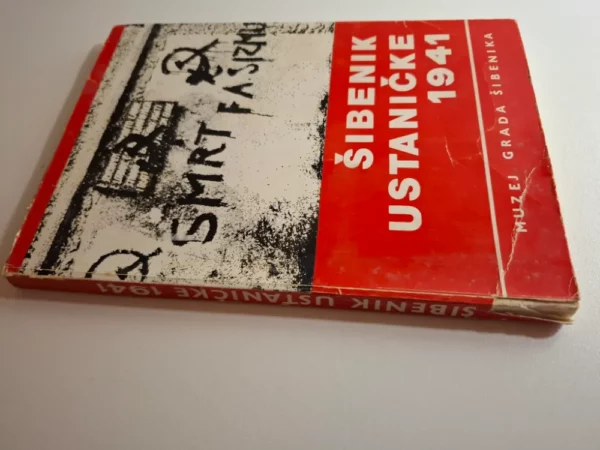 ŠIBENIK
USTANIČKE
1941
MUZEJ GRADA ŠIBENIKA
SMRT FAŠIZMU
ŠIBENIK USTANIČKE 1941